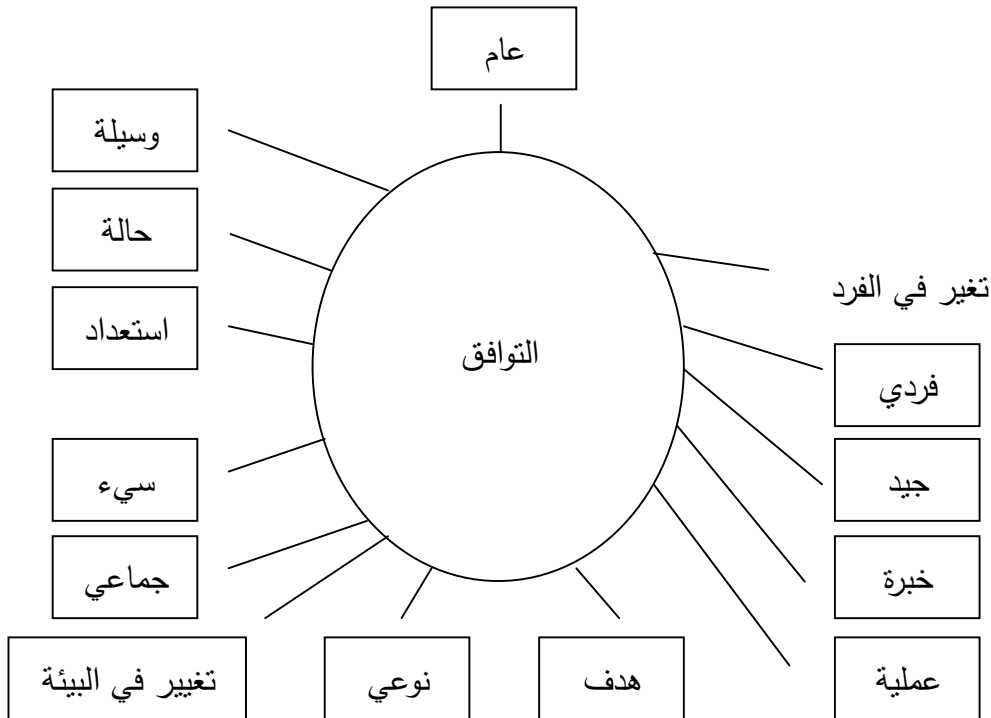 عام
وسيلة
حالة
تغير في الفرد
استعداد
التوافق
فردي
جيد
سيء
خبرة
جماعي
عملية
هدف
نوعي
تغيير في البيئة